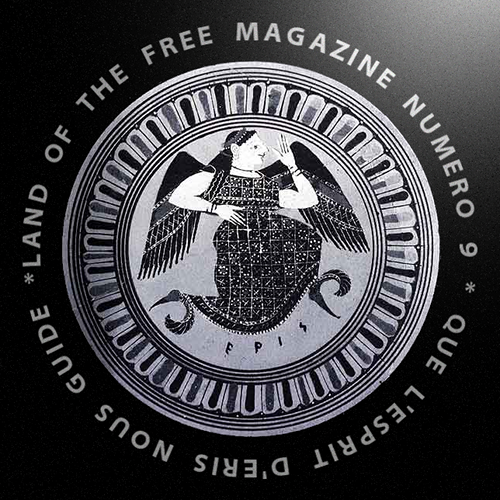 *LAND OF THE FREE MAGAZINE NUMERO 9 * QUE L'ESPRIT D'ERIS NOUS GUIDE
ΕΡΙΣ